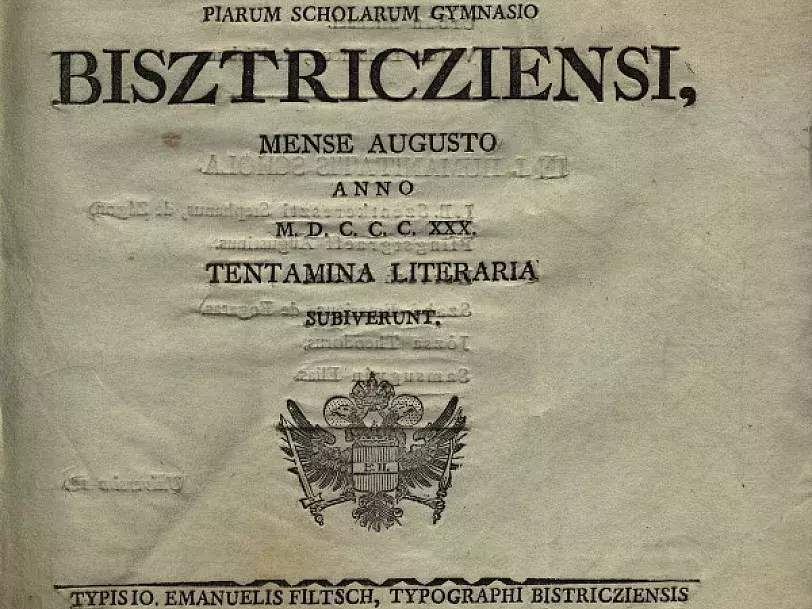 PIARUM SCHOLARUM GYMNASIO
BISZTRICZIENSI,
MENSE AUGUSTO
ANNO
M. D. C. C. C. XXX.
TENTAMINA LITERARIA
SUBIVERUNT.
TYPIS IO. EMANUELIS FILTSCH, TYPOGRAPHI BISTRICZIENSIS